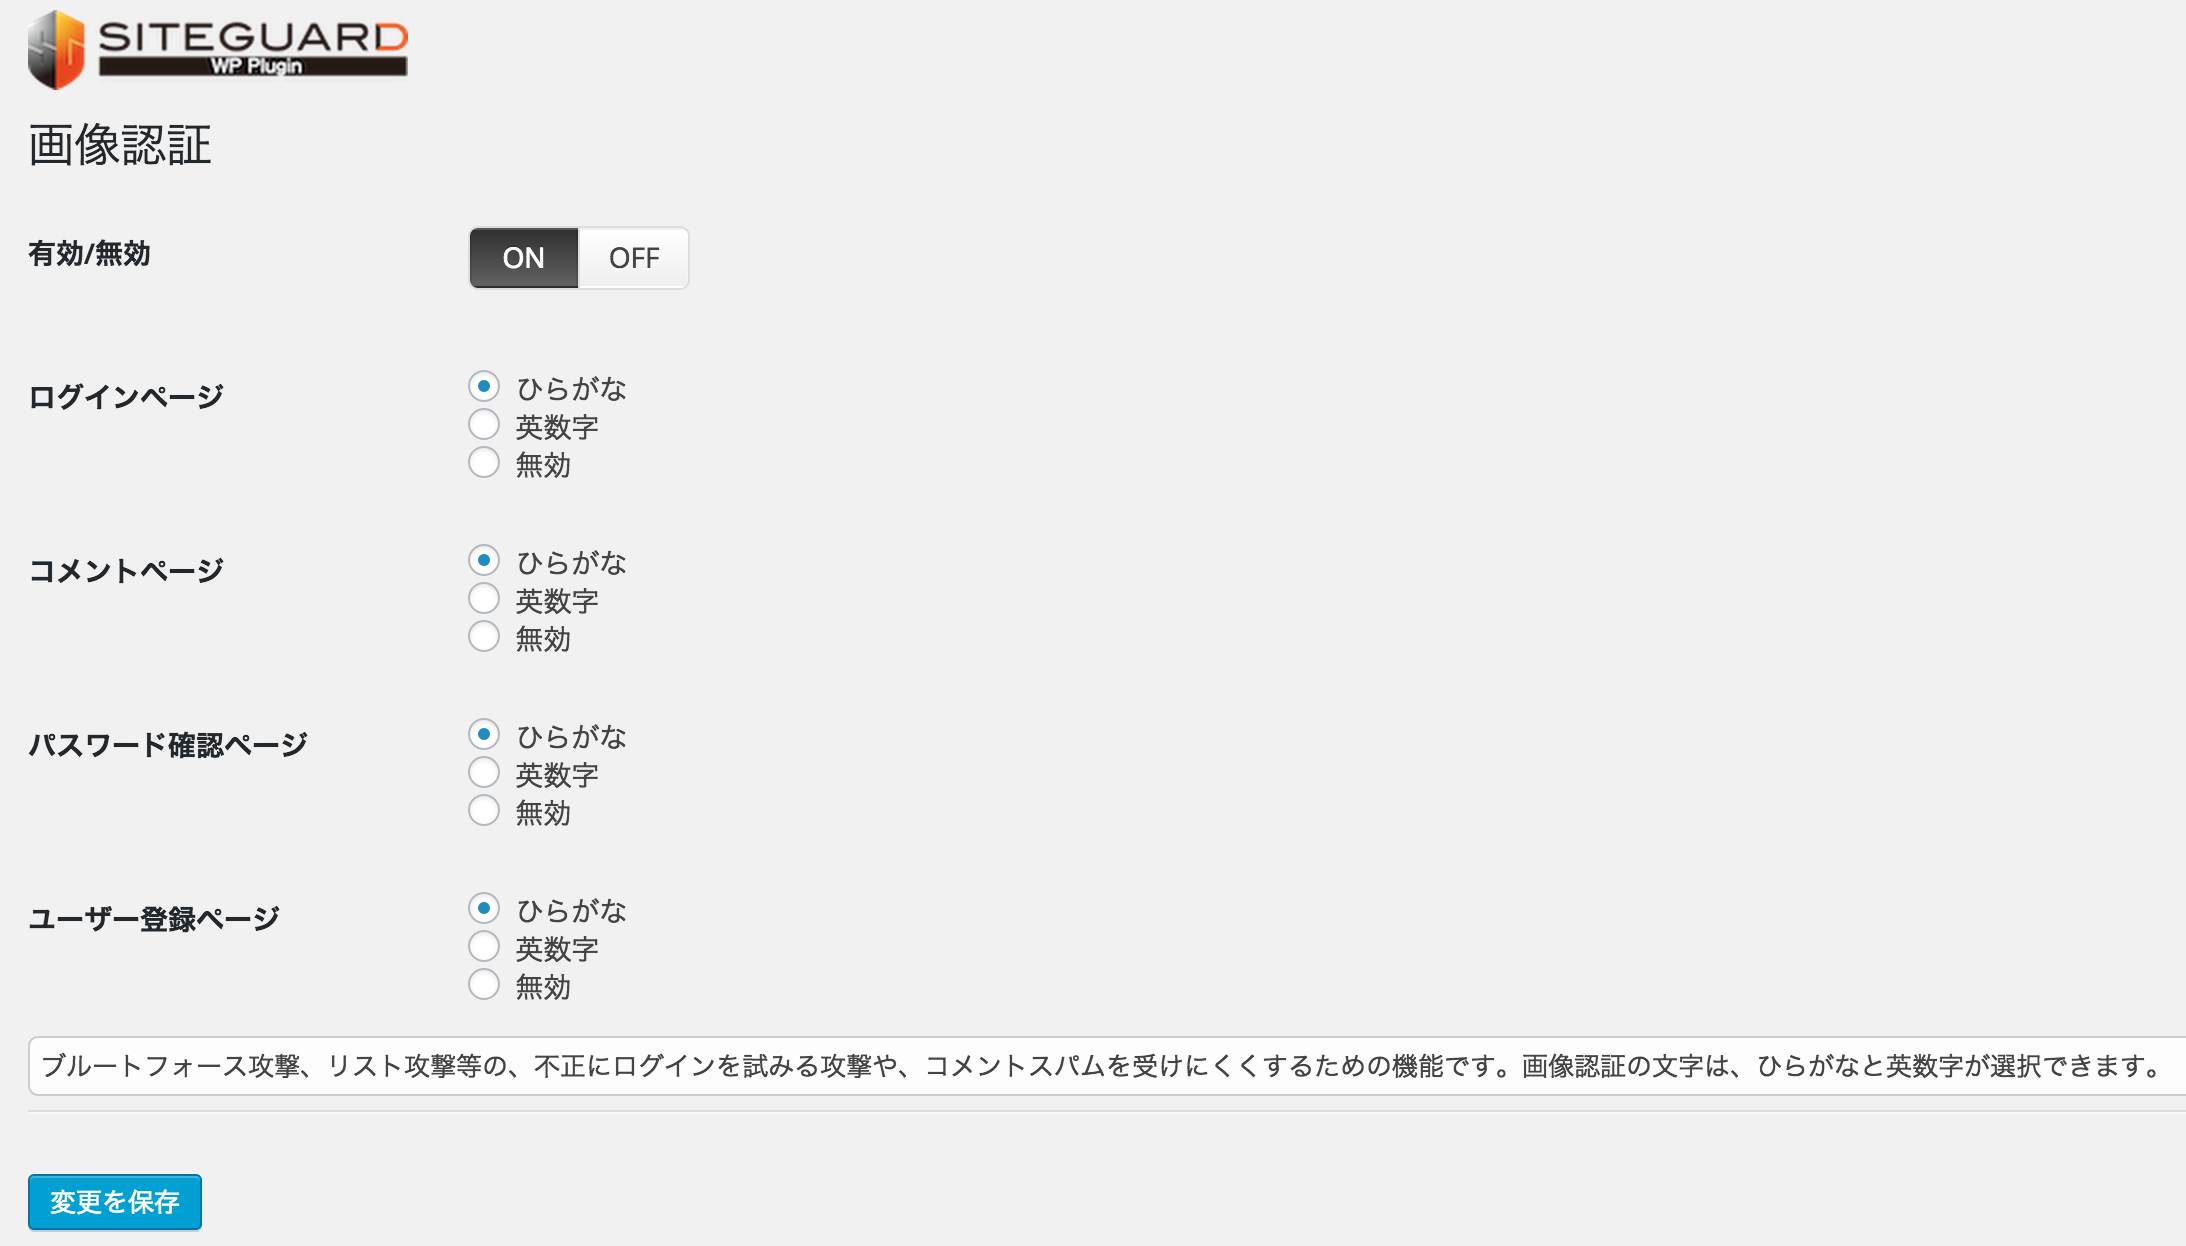 SITEGUARD
WP Plugin
画像認証
有効/無効
ON OFF
ログインページ
ひらがな
英数字
無効
コメントページ
ひらがな
英数字
無効
パスワード確認ページ
ひらがな
英数字
無効
ユーザー登録ページ
ひらがな
英数字
無効
ブルートフォース攻撃、リスト攻撃等の、不正にログインを試みる攻撃や、コメントスパムを受けにくくするための機能です。画像認証の文字は、ひらがなと英数字が選択できます。
変更を保存